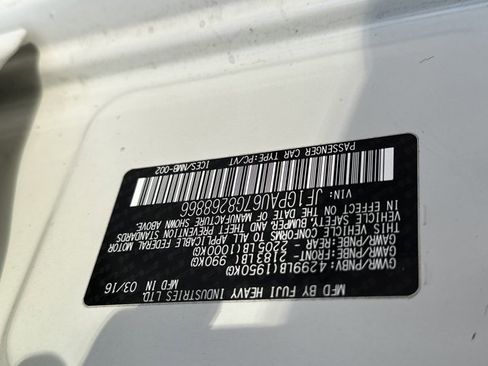 MFD BY FUJI HEAVY INDUSTRIES LTD. 03/16
MFD IN
GVWR/PNBV: 4299LB(1950KG)
GAWR/PNBE:FRONT- 2183LB( 990KG)
GAWR/PNBE:REAR - 2205LB(1000KG)
VEHICLE CONFORMS TO ALL APPLICABLE FEDERAL MOTOR
VEHICLE SAFETY, BUMPER AND THEFT PREVENTION STANDARDS
IN EFFECT ON THE DATE OF MANUFACTURE SHOWN ABOVE.
VIN: JF1GPAU67G8268866
PASSENGER CAR TYPE:PC/VT
ICES/NMB-002